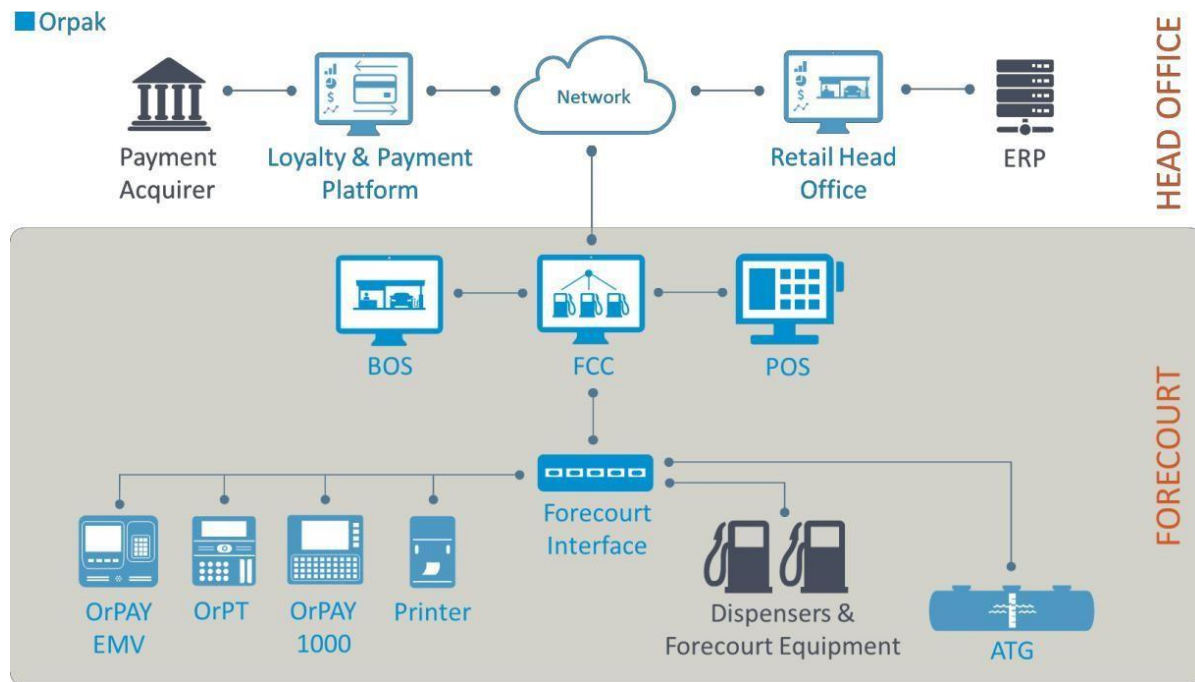 Orpak
HEAD OFFICE
Network
Payment
Acquirer
Loyalty & Payment
Platform
Retail Head
Office
ERP
$
$
BOS
FCC
POS
FORECOURT
Forecourt
Interface
OrPAY
EMV
OrPT
OrPAY
1000
Printer
Dispensers &
Forecourt Equipment
ATG